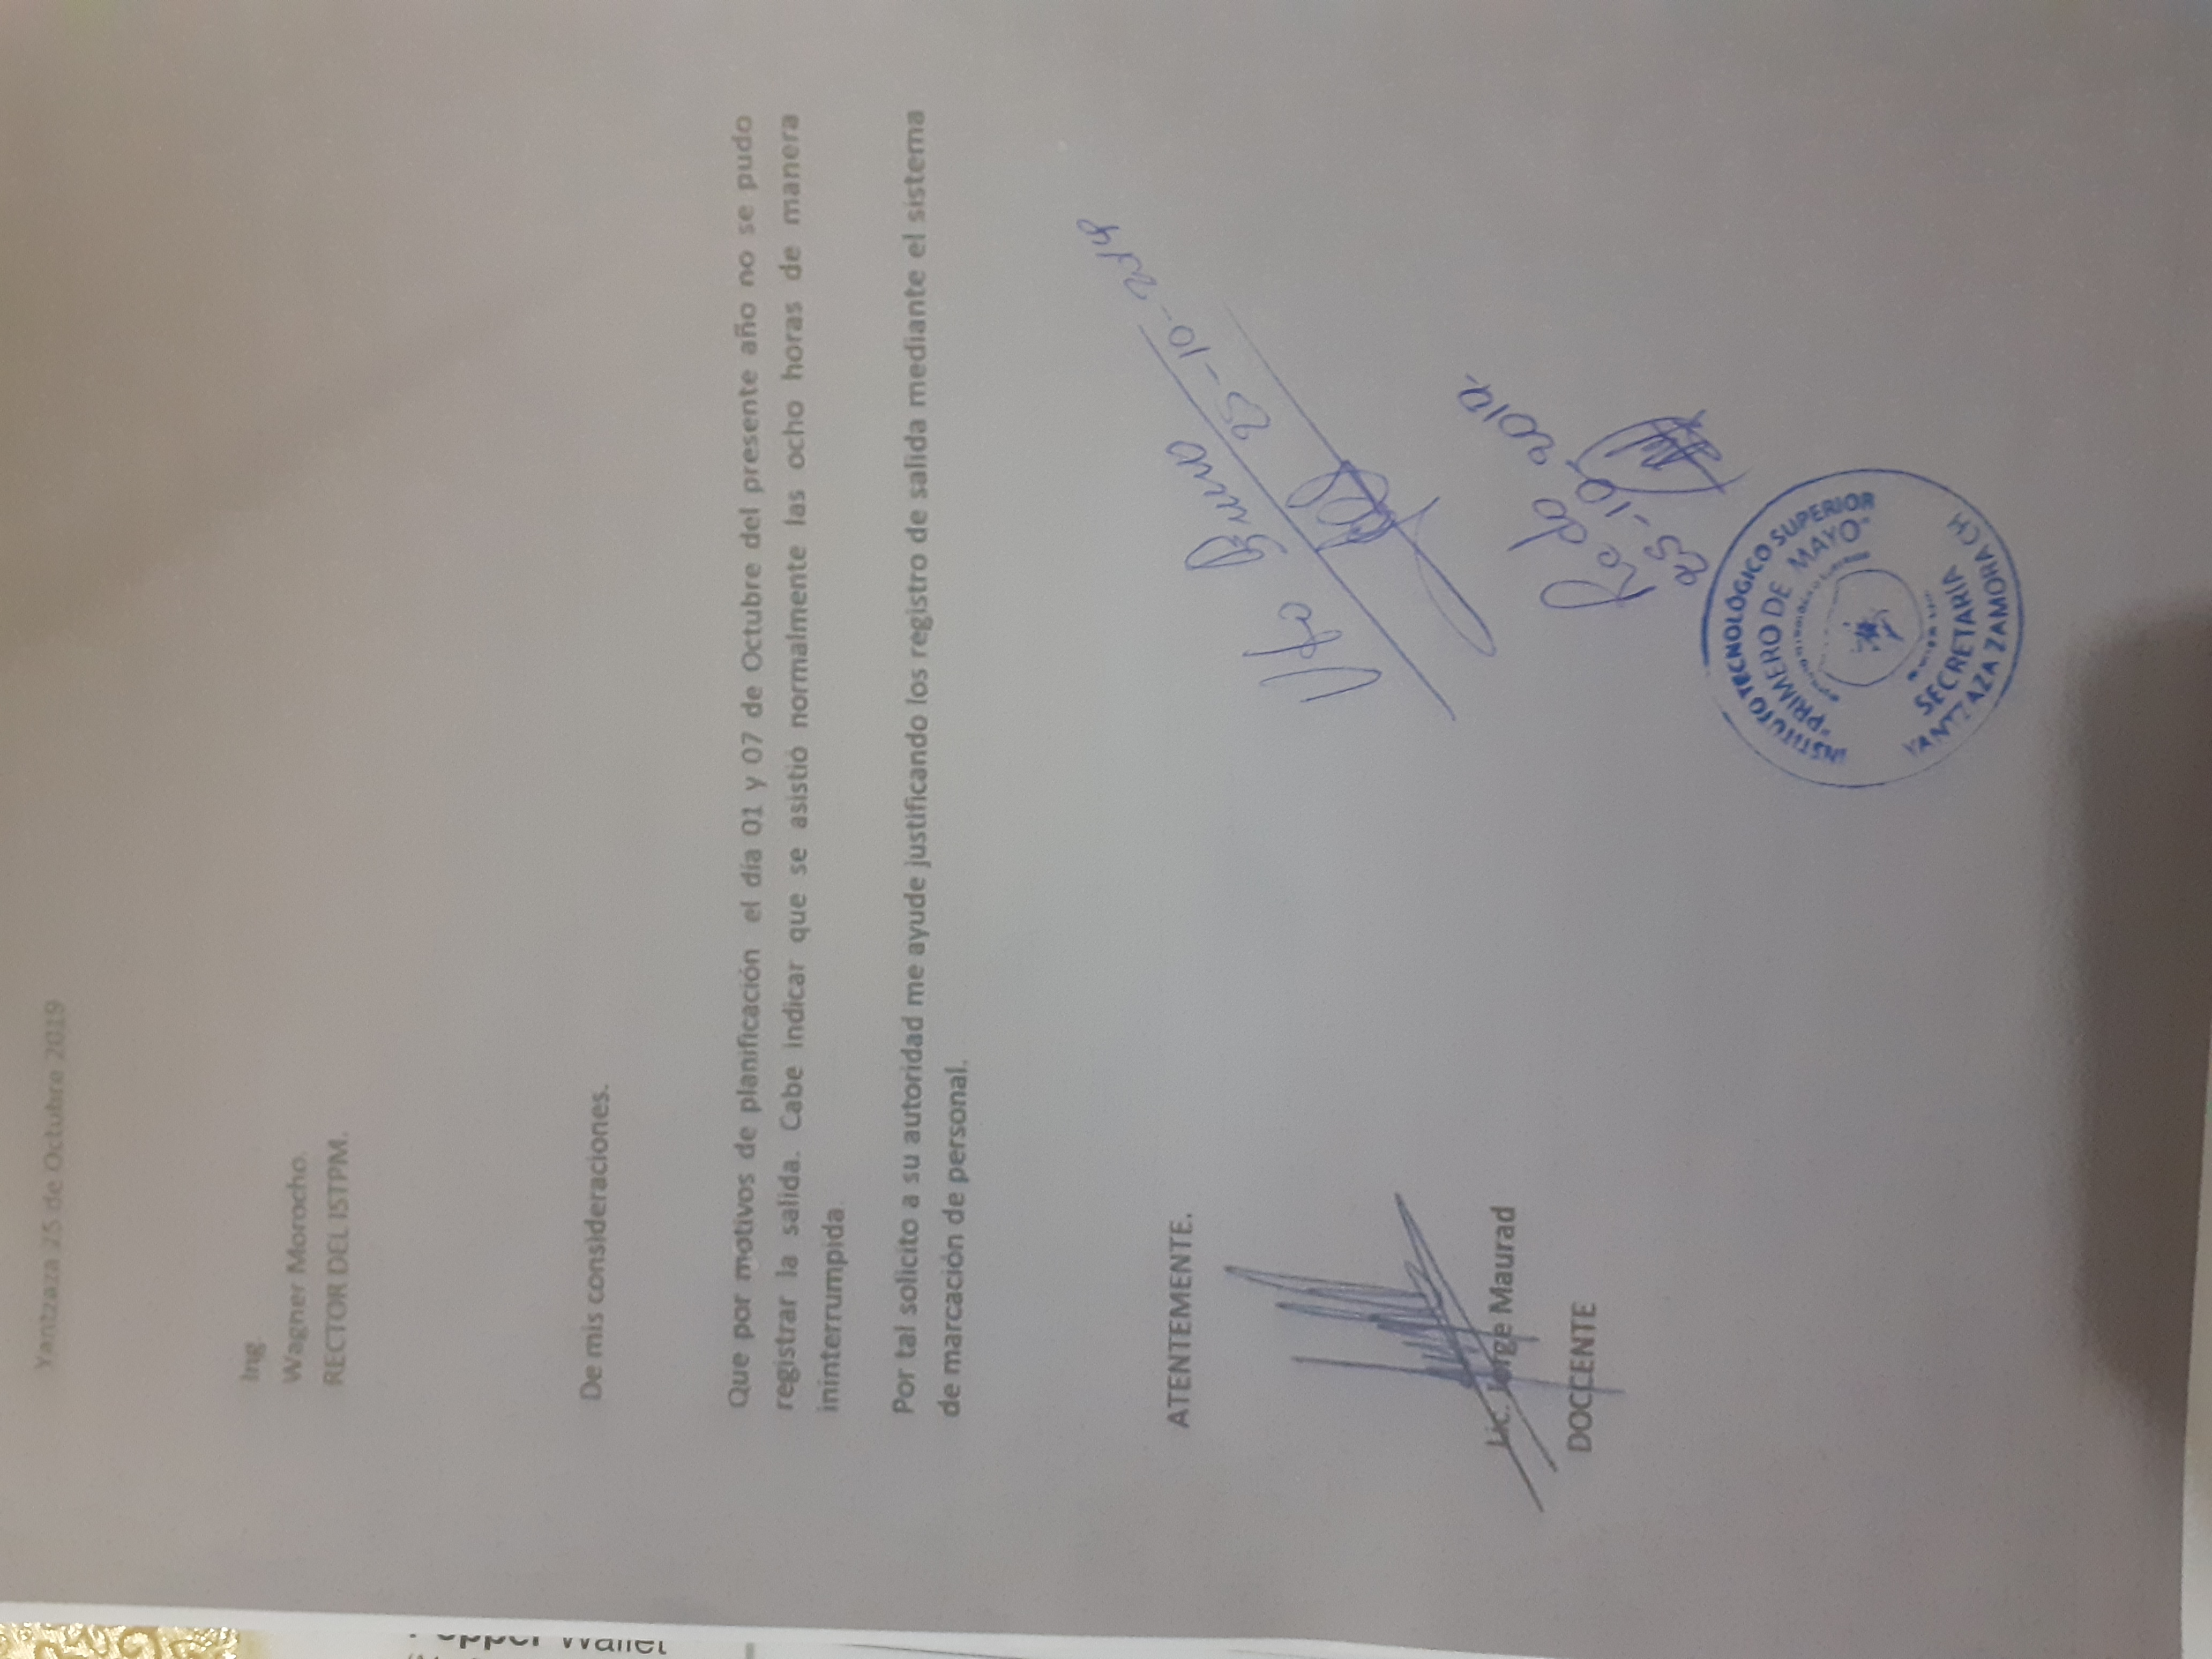 Yantzaza 25 de Octubre 2019
Ing.
Wagner Morocho.
RECTOR DEL ISTPM.
De mis consideraciones.
Que por motivos de planificación el día 01 y 07 de Octubre del presente año no se pudo
registrar la salida. Cabe indicar que se asistió normalmente las ocho horas de manera
ininterrumpida.
Por tal solicito a su autoridad me ayude justificando los registro de salida mediante el sistema
de marcación de personal.
ATENTEMENTE.
Lic. Jorge Maurad
DOCCENTE
Vto Bueno
25-10-2019
Recdo
25-10-2019-
INSTITUTO TECNOLÓGICO SUPERIOR
"PRIMERO DE MAYO"
SECRETARÍA
YANTZAZA ZAMORA CH